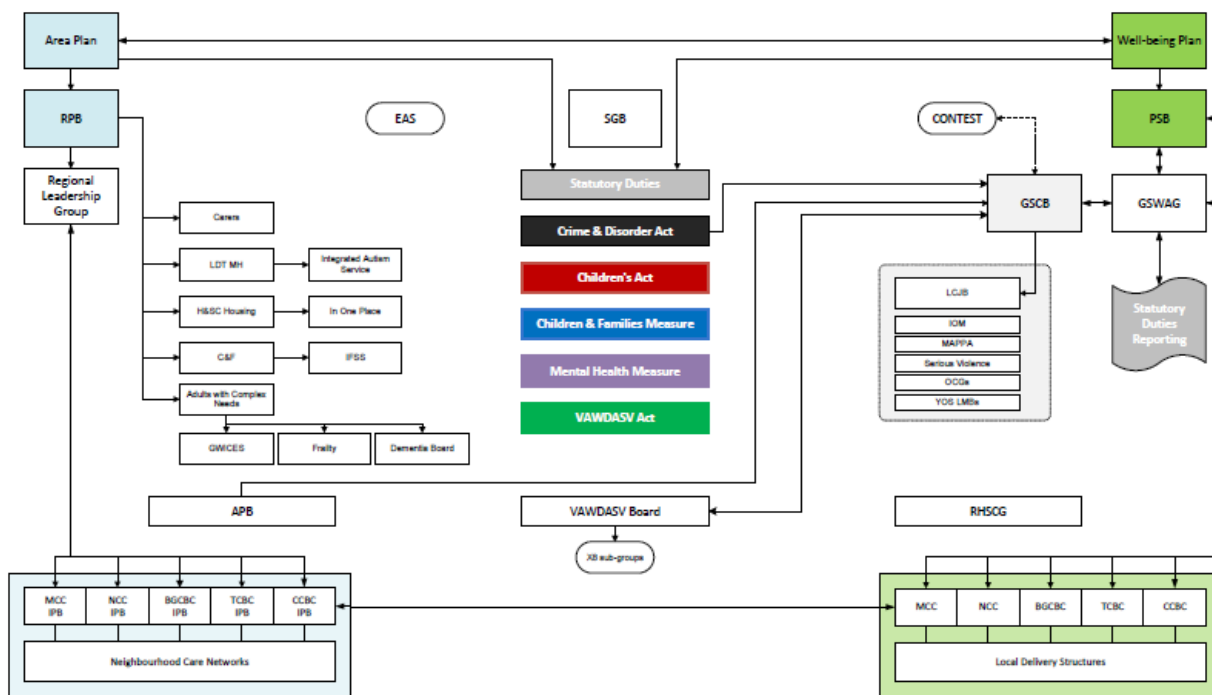 Area Plan
Well-being Plan
RPB
EAS
SGB
CONTEST
PSB
Regional
Leadership
Group
Statutory Duties
GSCB
GSWAG
Carers
Crime & Disorder Act
LDT MH
Integrated Autism
Service
Children's Act
LCJB
H&SC Housing
In One Place
Children & Families Measure
IOM
MAPPA
Serious Violence
OCGs
YOS LMBs
Statutory
Duties
Reporting
C&F
IFSS
Mental Health Measure
Adults with Complex
Needs
VAWDASV Act
GWICES
Frailty
Dementia Board
APB
VAWDASV Board
RHSCG
X6 sub-groups
MCC
IPB
NCC
IPB
BGCBC
IPB
TCBC
IPB
CCBC
IPB
MCC
NCC
BGCBC
TCBC
CCBC
Neighbourhood Care Networks
Local Delivery Structures